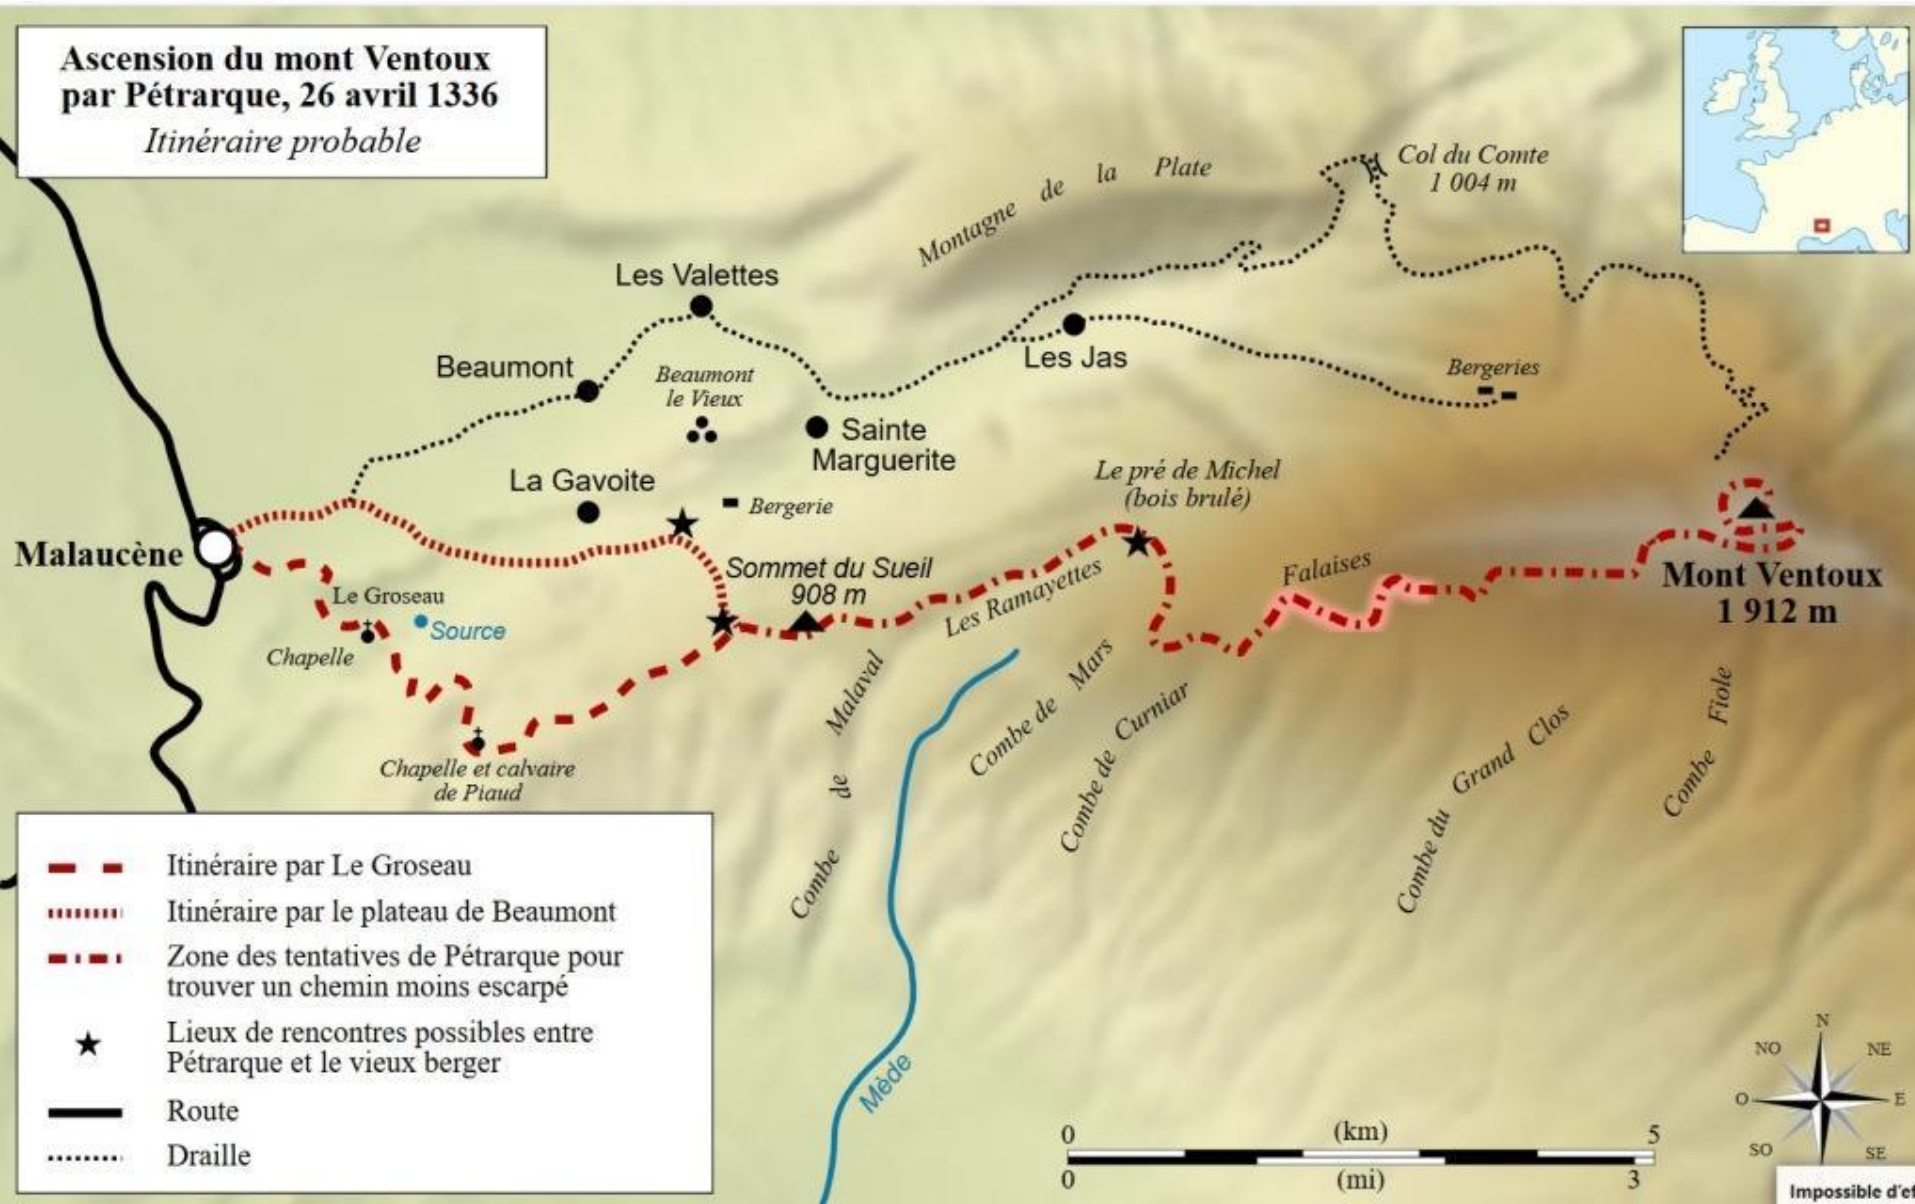 Ascension du mont Ventoux
par Pétrarque, 26 avril 1336
Itinéraire probable
Col du Comte
1 004 m
Montagne de la Plate
Les Valettes
Beaumont
Beaumont
le Vieux
Les Jas
Bergeries
Sainte
Marguerite
La Gavoite
Bergerie
Le pré de Michel
(bois brulé)
Malaucène
Sommet du Sueil
908 m
Les Ramayettes
Falaises
Mont Ventoux
1 912 m
Le Groseau
Source
Chapelle
Chapelle et calvaire
de Piaud
Combe de Malaval
Combe de Mars
Combe de Curniar
Combe du Grand Clos
Combe Fiole
Mède
Itinéraire par Le Groseau
Itinéraire par le plateau de Beaumont
Zone des tentatives de Pétrarque pour
trouver un chemin moins escarpé
Lieux de rencontres possibles entre
Pétrarque et le vieux berger
Route
Draille
0 (km) 5
0 (mi) 3
N
NO NE
O E
SO SE
Impossible d'et